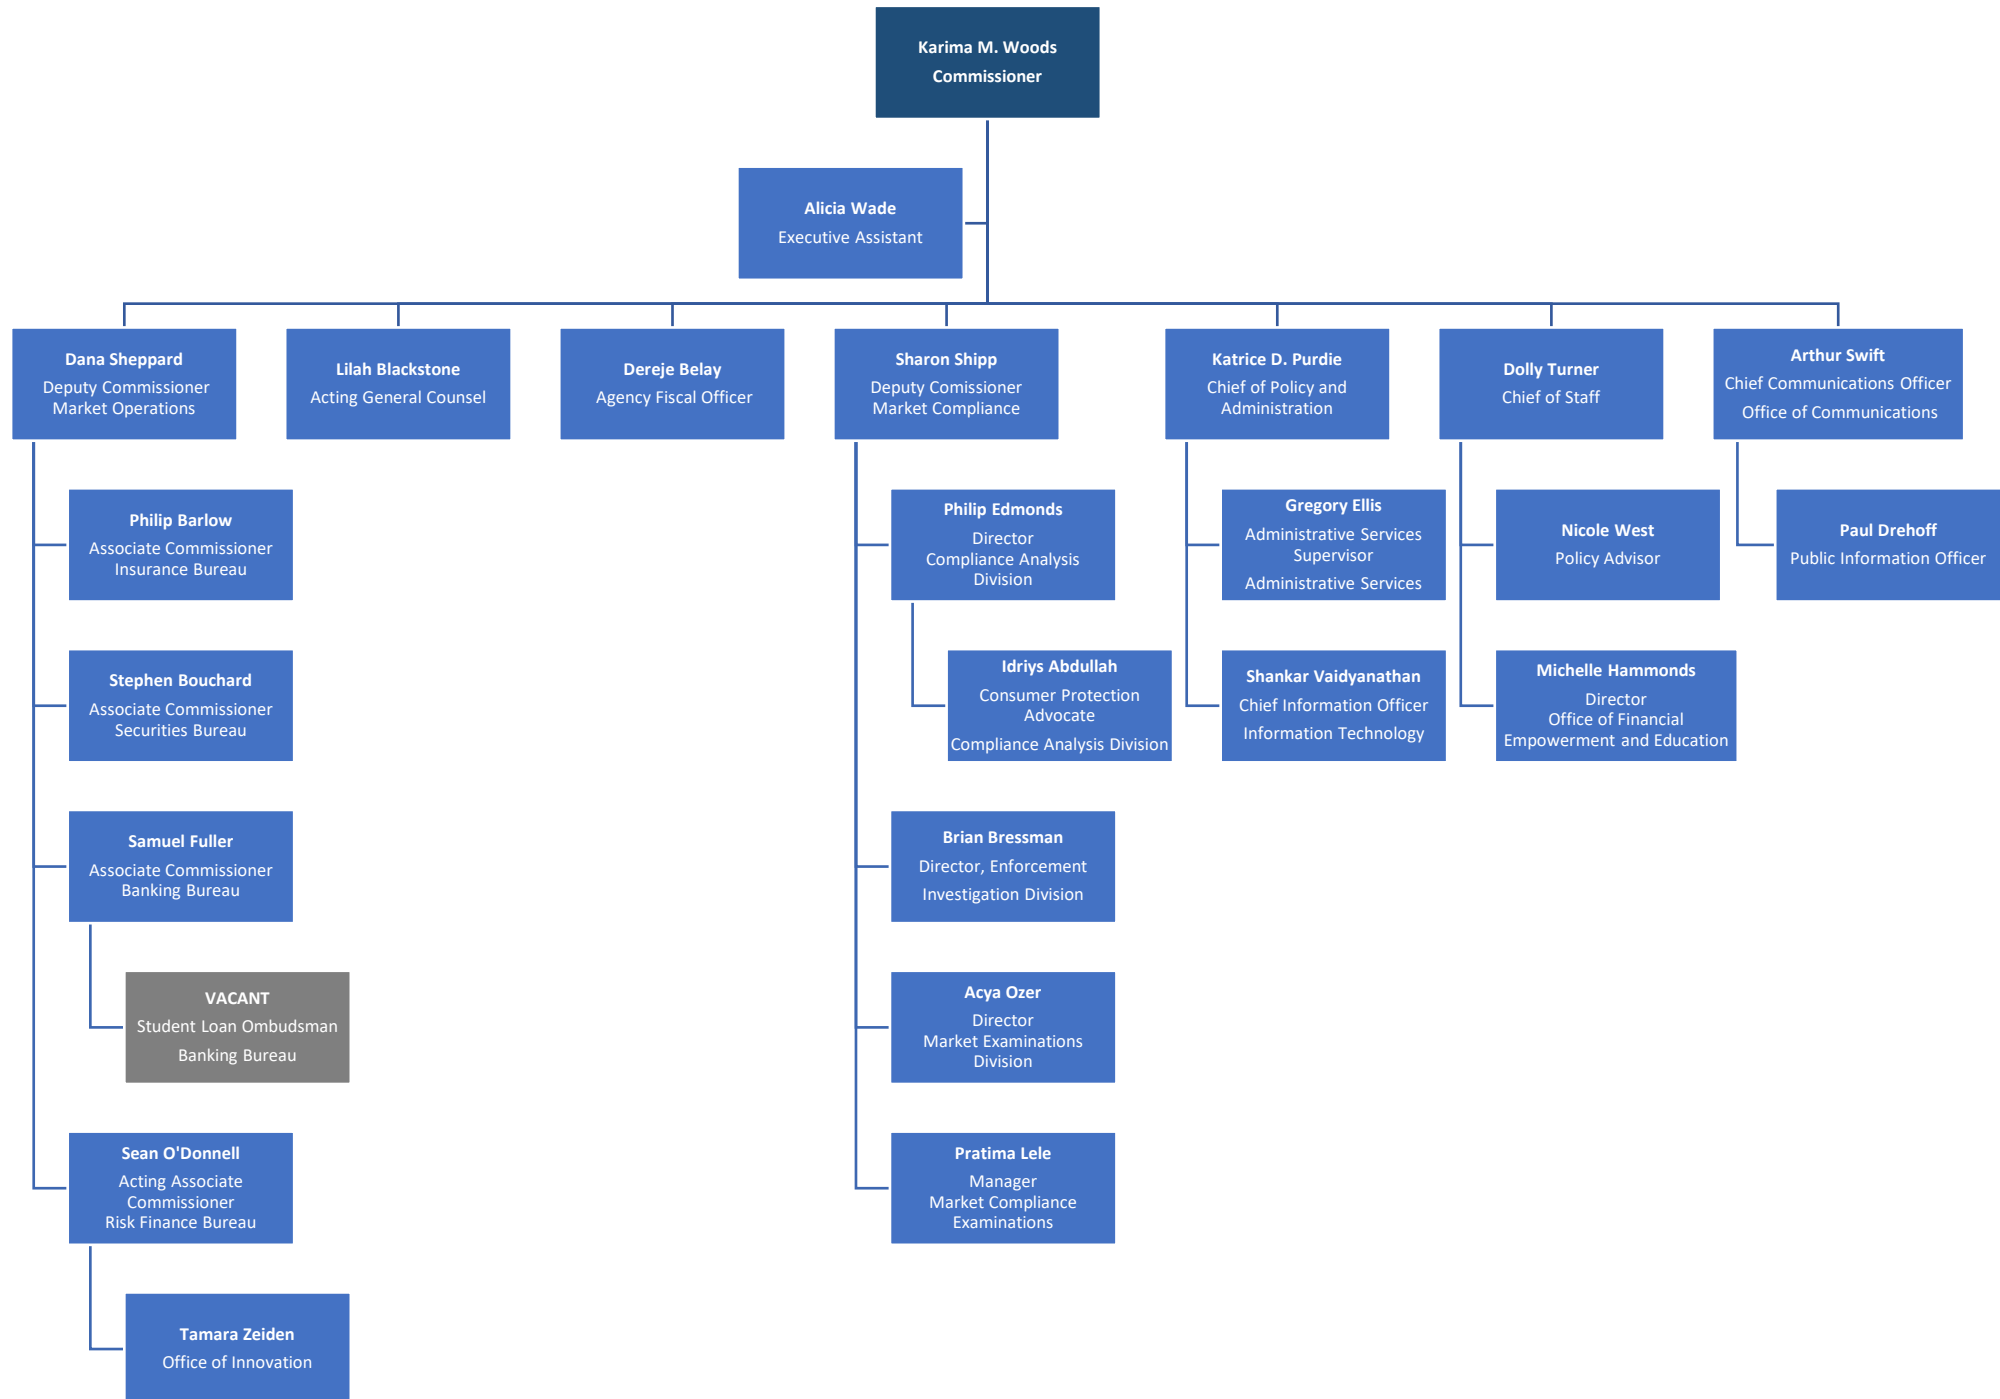 Karima M. Woods
Commissioner
Alicia Wade
Executive Assistant
Dana Sheppard
Deputy Commissioner
Market Operations
Lilah Blackstone
Acting General Counsel
Dereje Belay
Agency Fiscal Officer
Sharon Shipp
Deputy Comissioner
Market Compliance
Katrice D. Purdie
Chief of Policy and
Administration
Dolly Turner
Chief of Staff
Arthur Swift
Chief Communications Officer
Office of Communications
Philip Barlow
Associate Commissioner
Insurance Bureau
Philip Edmonds
Director
Compliance Analysis
Division
Gregory Ellis
Administrative Services
Supervisor
Administrative Services
Nicole West
Policy Advisor
Paul Drehoff
Public Information Officer
Stephen Bouchard
Associate Commissioner
Securities Bureau
Idriys Abdullah
Consumer Protection
Advocate
Compliance Analysis Division
Shankar Vaidyanathan
Chief Information Officer
Information Technology
Michelle Hammonds
Director
Office of Financial
Empowerment and Education
Samuel Fuller
Associate Commissioner
Banking Bureau
Brian Bressman
Director, Enforcement
Investigation Division
VACANT
Student Loan Ombudsman
Banking Bureau
Acya Ozer
Director
Market Examinations
Division
Sean O'Donnell
Acting Associate
Commissioner
Risk Finance Bureau
Pratima Lele
Manager
Market Compliance
Examinations
Tamara Zeiden
Office of Innovation